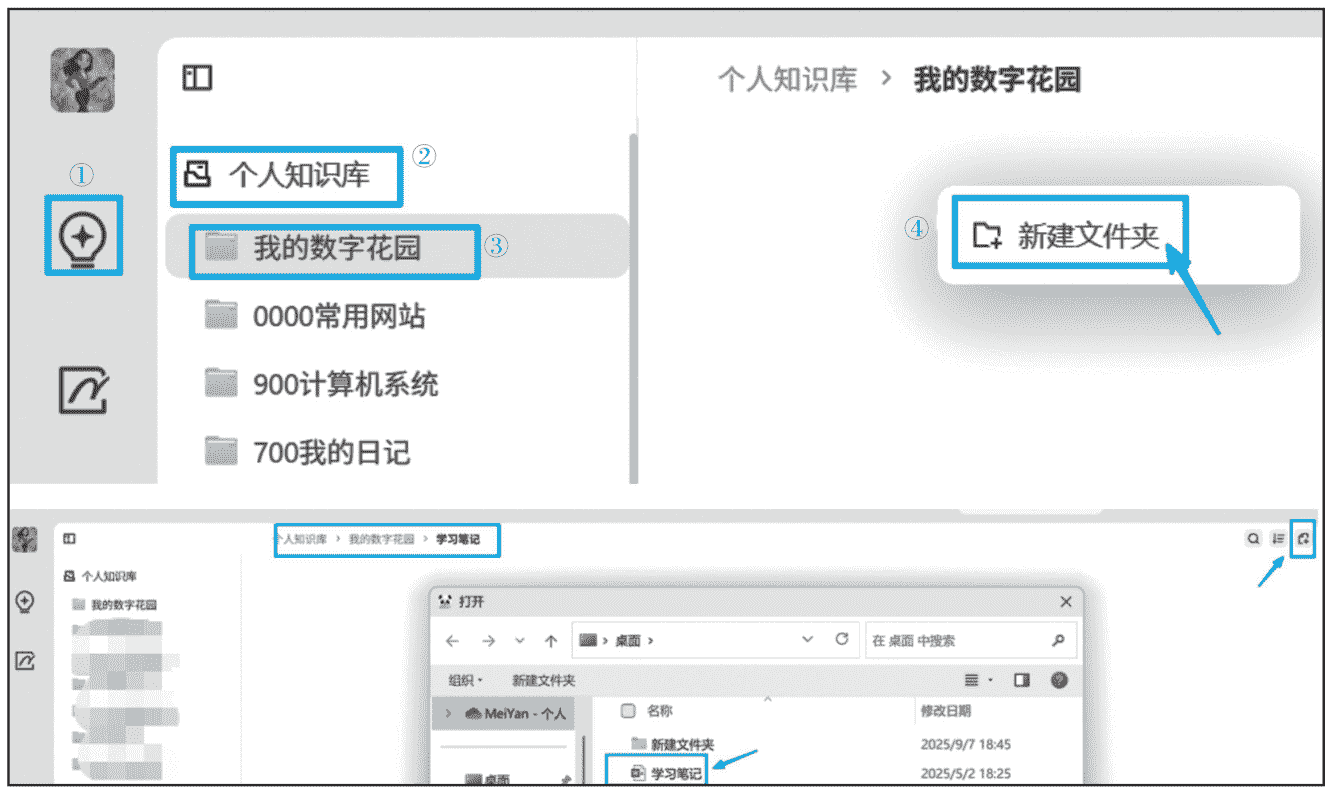 个人知识库 > 我的数字花园
①
个人知识库 ②
我的数字花园 ③
④ 新建文件夹
0000常用网站
900计算机系统
700我的日记
个人知识库 > 我的数字花园 > 学习笔记
个人知识库
我的数字花园
打开
桌面
在 桌面 中搜索
组织
新建文件夹
MeiYan - 个人
名称
修改日期
新建文件夹
2025/9/7 18:45
桌面
学习笔记
2025/5/2 18:25